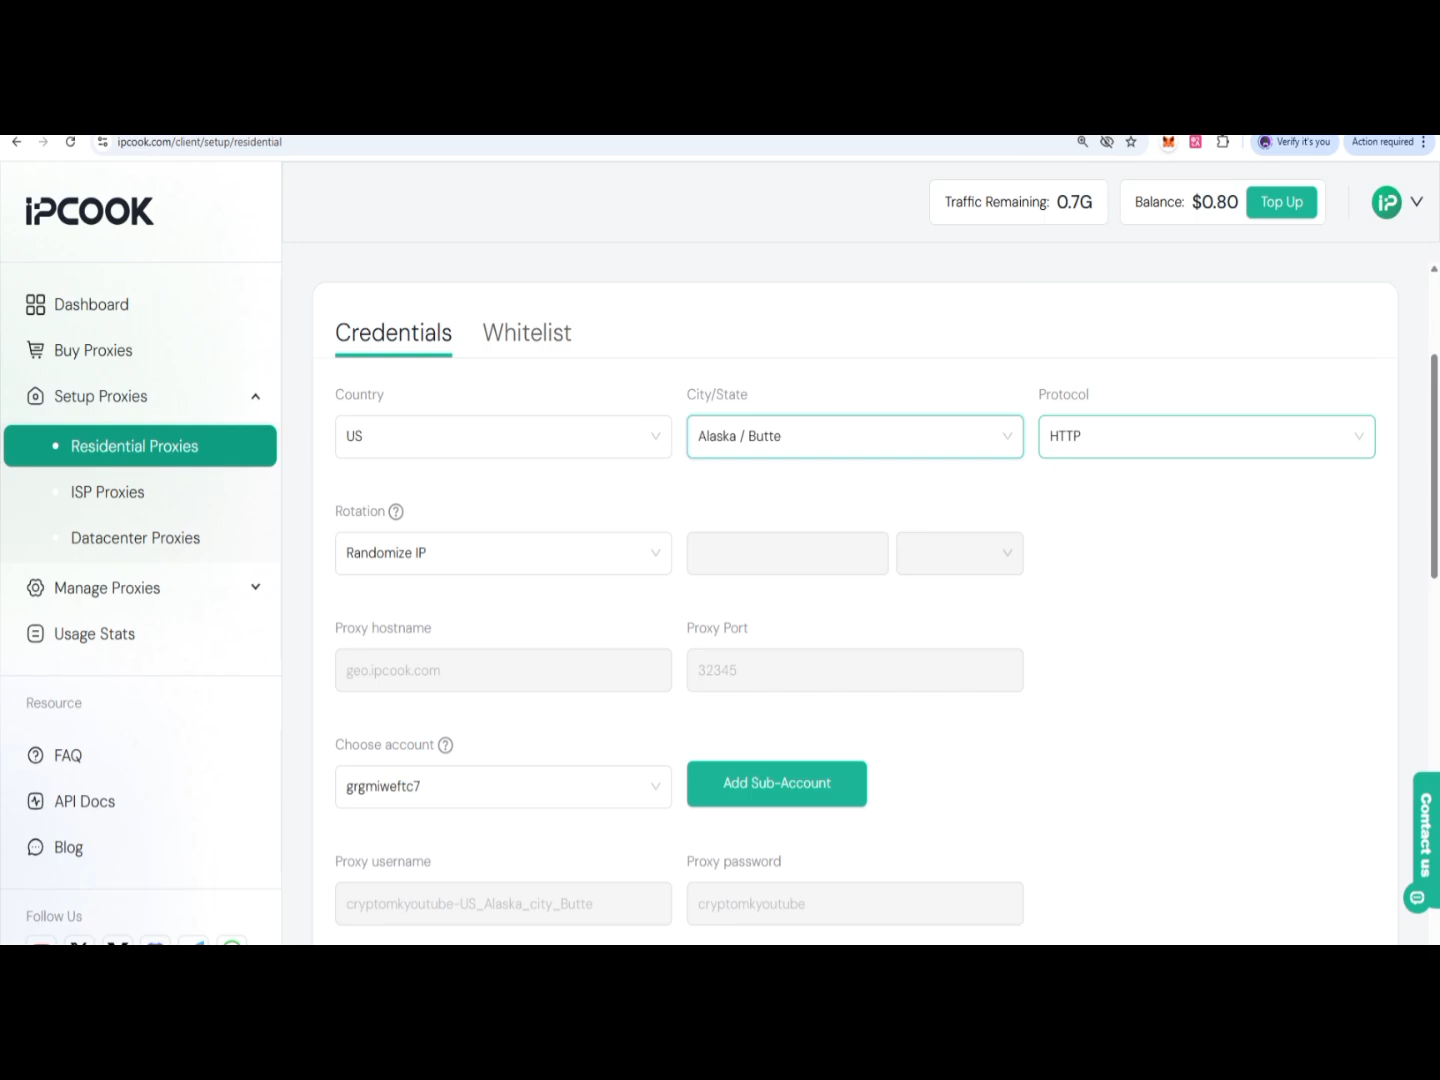 ipcook.com/client/setup/residential
Verify it's you
Action required
iPCOOK
Traffic Remaining: 0.7G
Balance: $0.80
Top Up
iP
Dashboard
Buy Proxies
Setup Proxies
Residential Proxies
ISP Proxies
Datacenter Proxies
Manage Proxies
Usage Stats
Resource
FAQ
API Docs
Blog
Follow Us
Credentials
Whitelist
Country
City/State
Protocol
US
Alaska / Butte
HTTP
Rotation
Randomize IP
Proxy hostname
Proxy Port
geo.ipcook.com
32345
Choose account
grgmiweftc7
Add Sub-Account
Proxy username
Proxy password
cryptomkyoutube-US_Alaska_city_Butte
cryptomkyoutube
Contact us